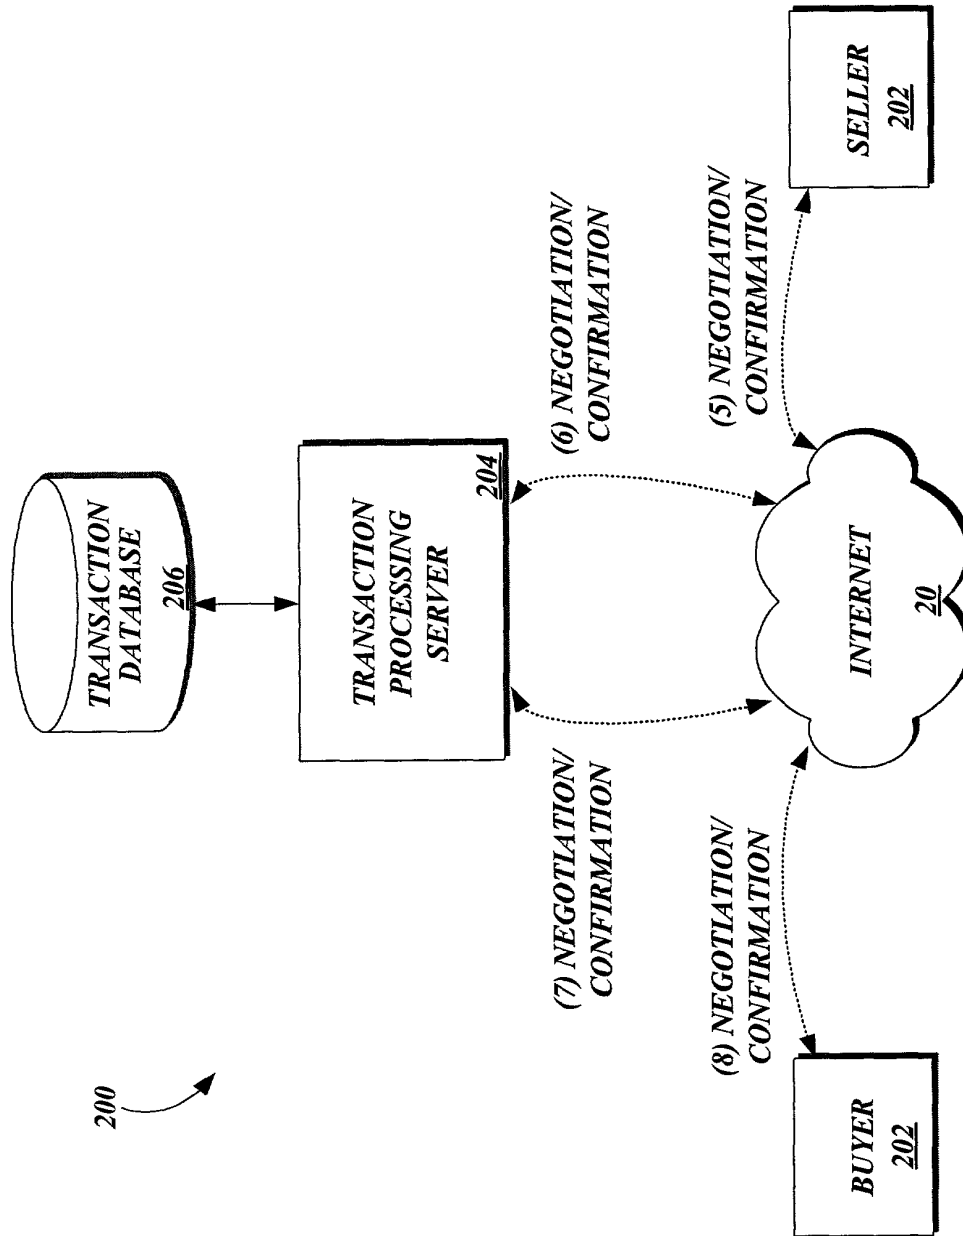 200
TRANSACTION
DATABASE
206
TRANSACTION
PROCESSING
SERVER
204
(7) NEGOTIATION/
CONFIRMATION
(6) NEGOTIATION/
CONFIRMATION
(8) NEGOTIATION/
CONFIRMATION
(5) NEGOTIATION/
CONFIRMATION
BUYER
202
INTERNET
20
SELLER
202